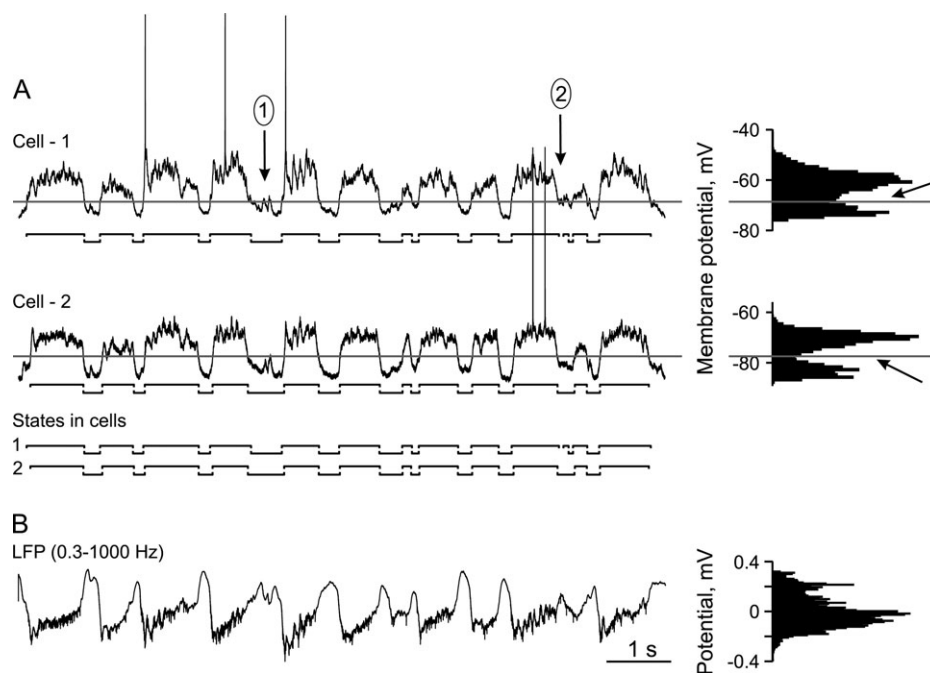 A
1
2
Cell - 1
-40
-60
-80
Membrane potential, mV
Cell - 2
-60
-80
States in cells
1
2
B
LFP (0.3-1000 Hz)
1 s
0.4
0
-0.4
Potential, mV